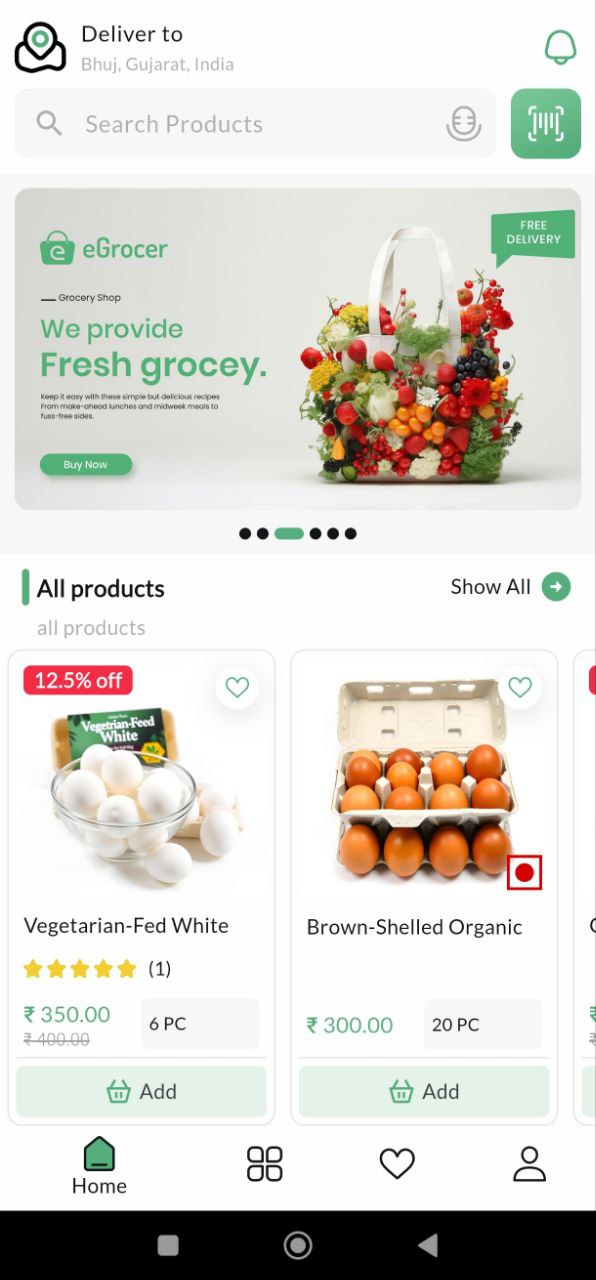 Deliver to
Bhuj, Gujarat, India
Search Products
FREE
DELIVERY
eGrocer
Grocery Shop
We provide
Fresh grocey.
Keep it easy with these simple but delicious recipes
From make-ahead lunches and midweek meals to
fuss-free sides.
Buy Now
All products
Show All
all products
12.5% off
Vegetrian-Feed
White
Vegetarian-Fed White
(1)
₹ 350.00
₹ 400.00
6 PC
Add
Brown-Shelled Organic
₹ 300.00
20 PC
Add
Home